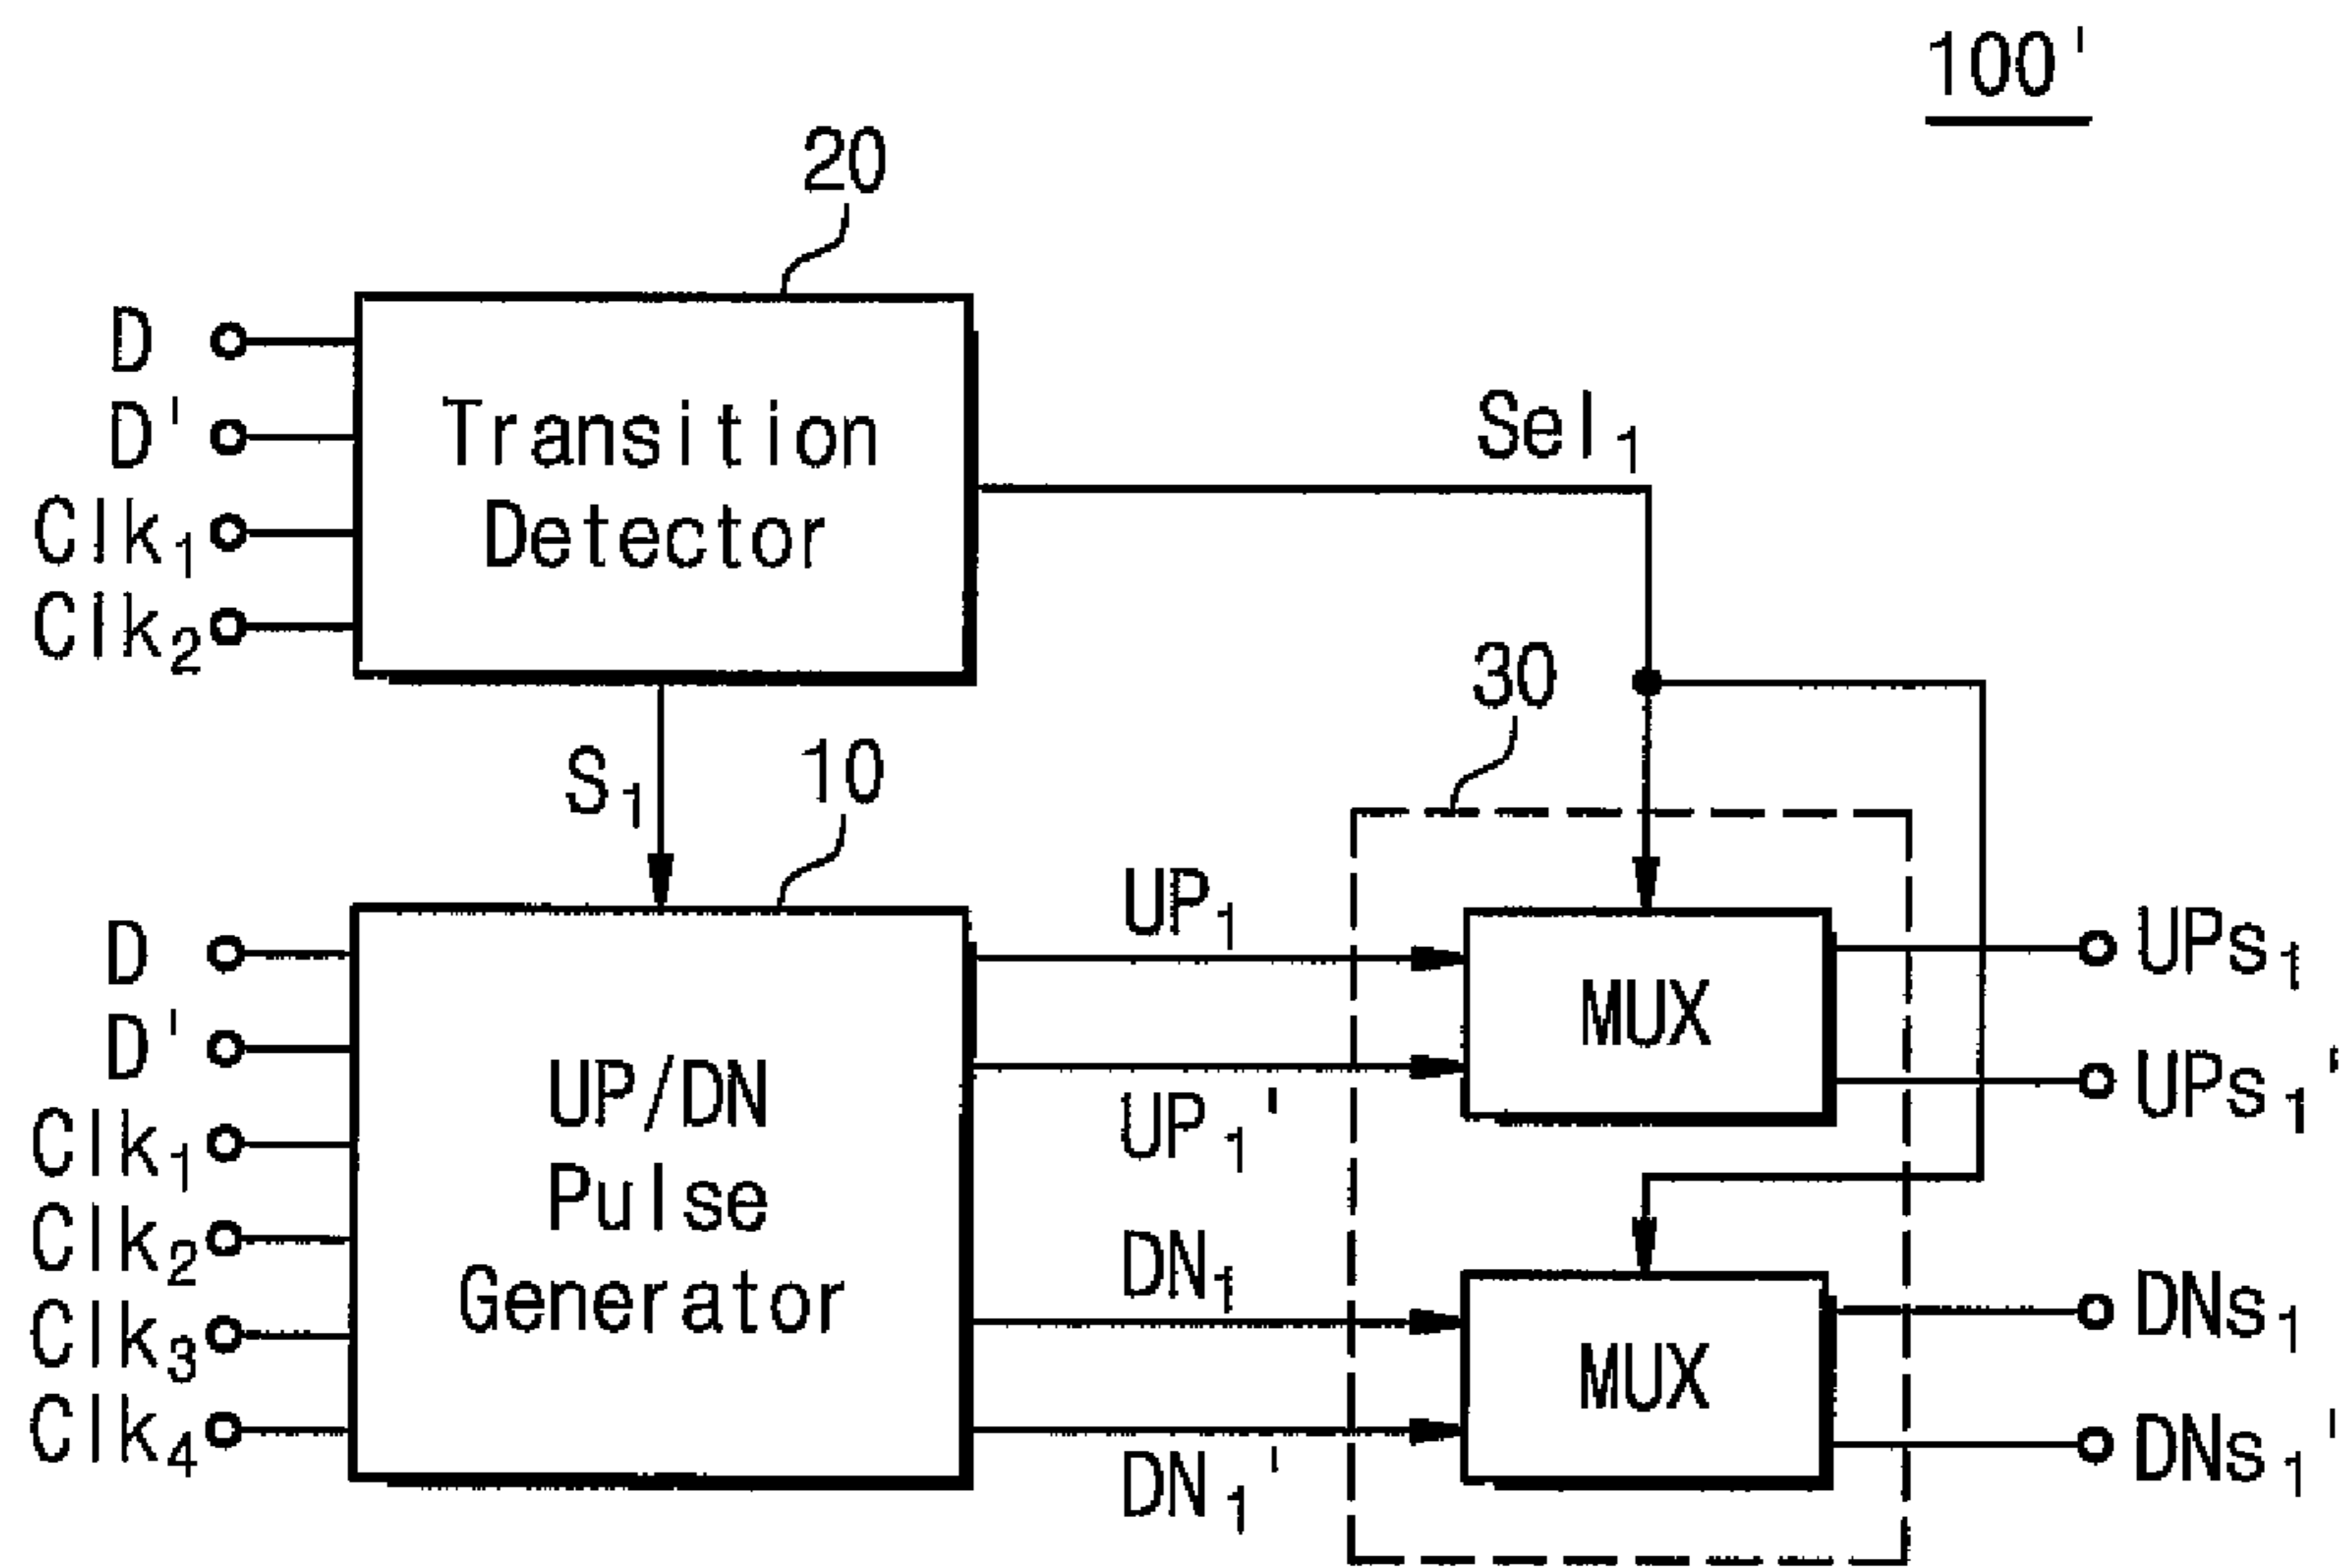 100'
20
D
D'
Clk₁
Clk₂
Transition
Detector
Sel₁
S₁
10
30
D
D'
Clk₁
Clk₂
Clk₃
Clk₄
UP/DN
Pulse
Generator
UP₁
UP₁'
DN₁
DN₁'
MUX
MUX
UPs₁
UPs₁'
DNs₁
DNs₁'